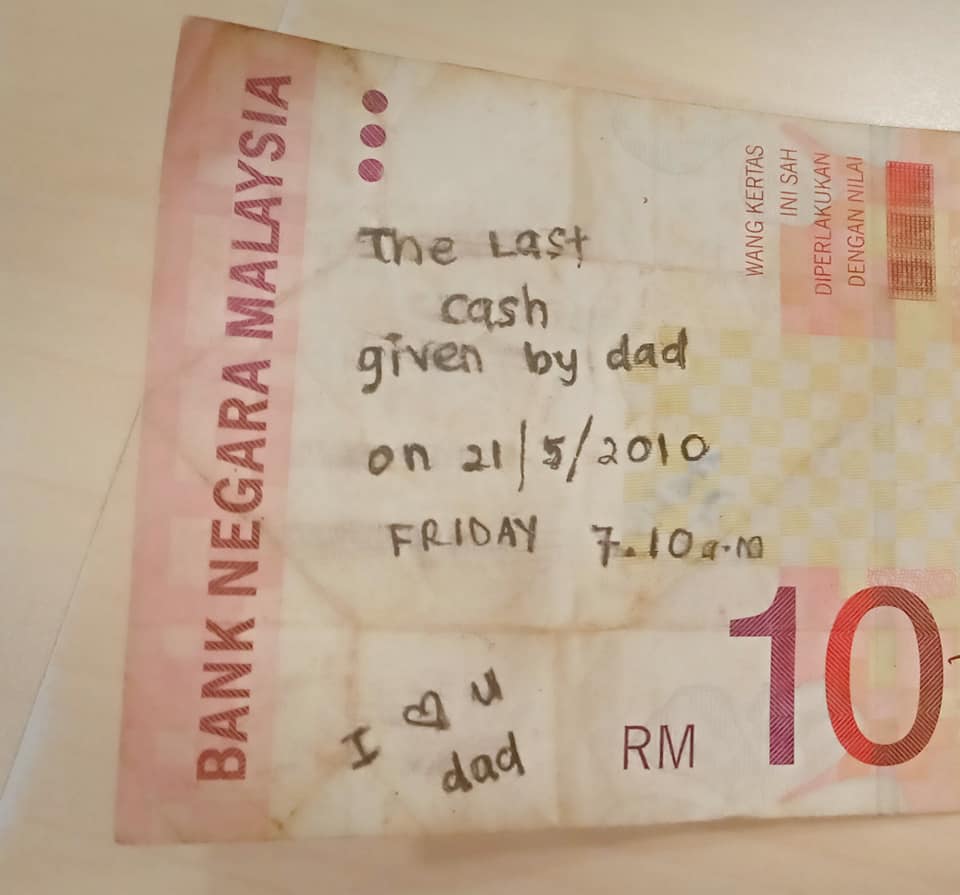 BANK NEGARA MALAYSIA
WANG KERTAS
INI SAH
DIPERLAKUKAN
DENGAN NILAI
The Last
cash
given by dad
on 21/5/2010
FRIDAY 7.10 a.m
I ♡ u
dad
RM 10